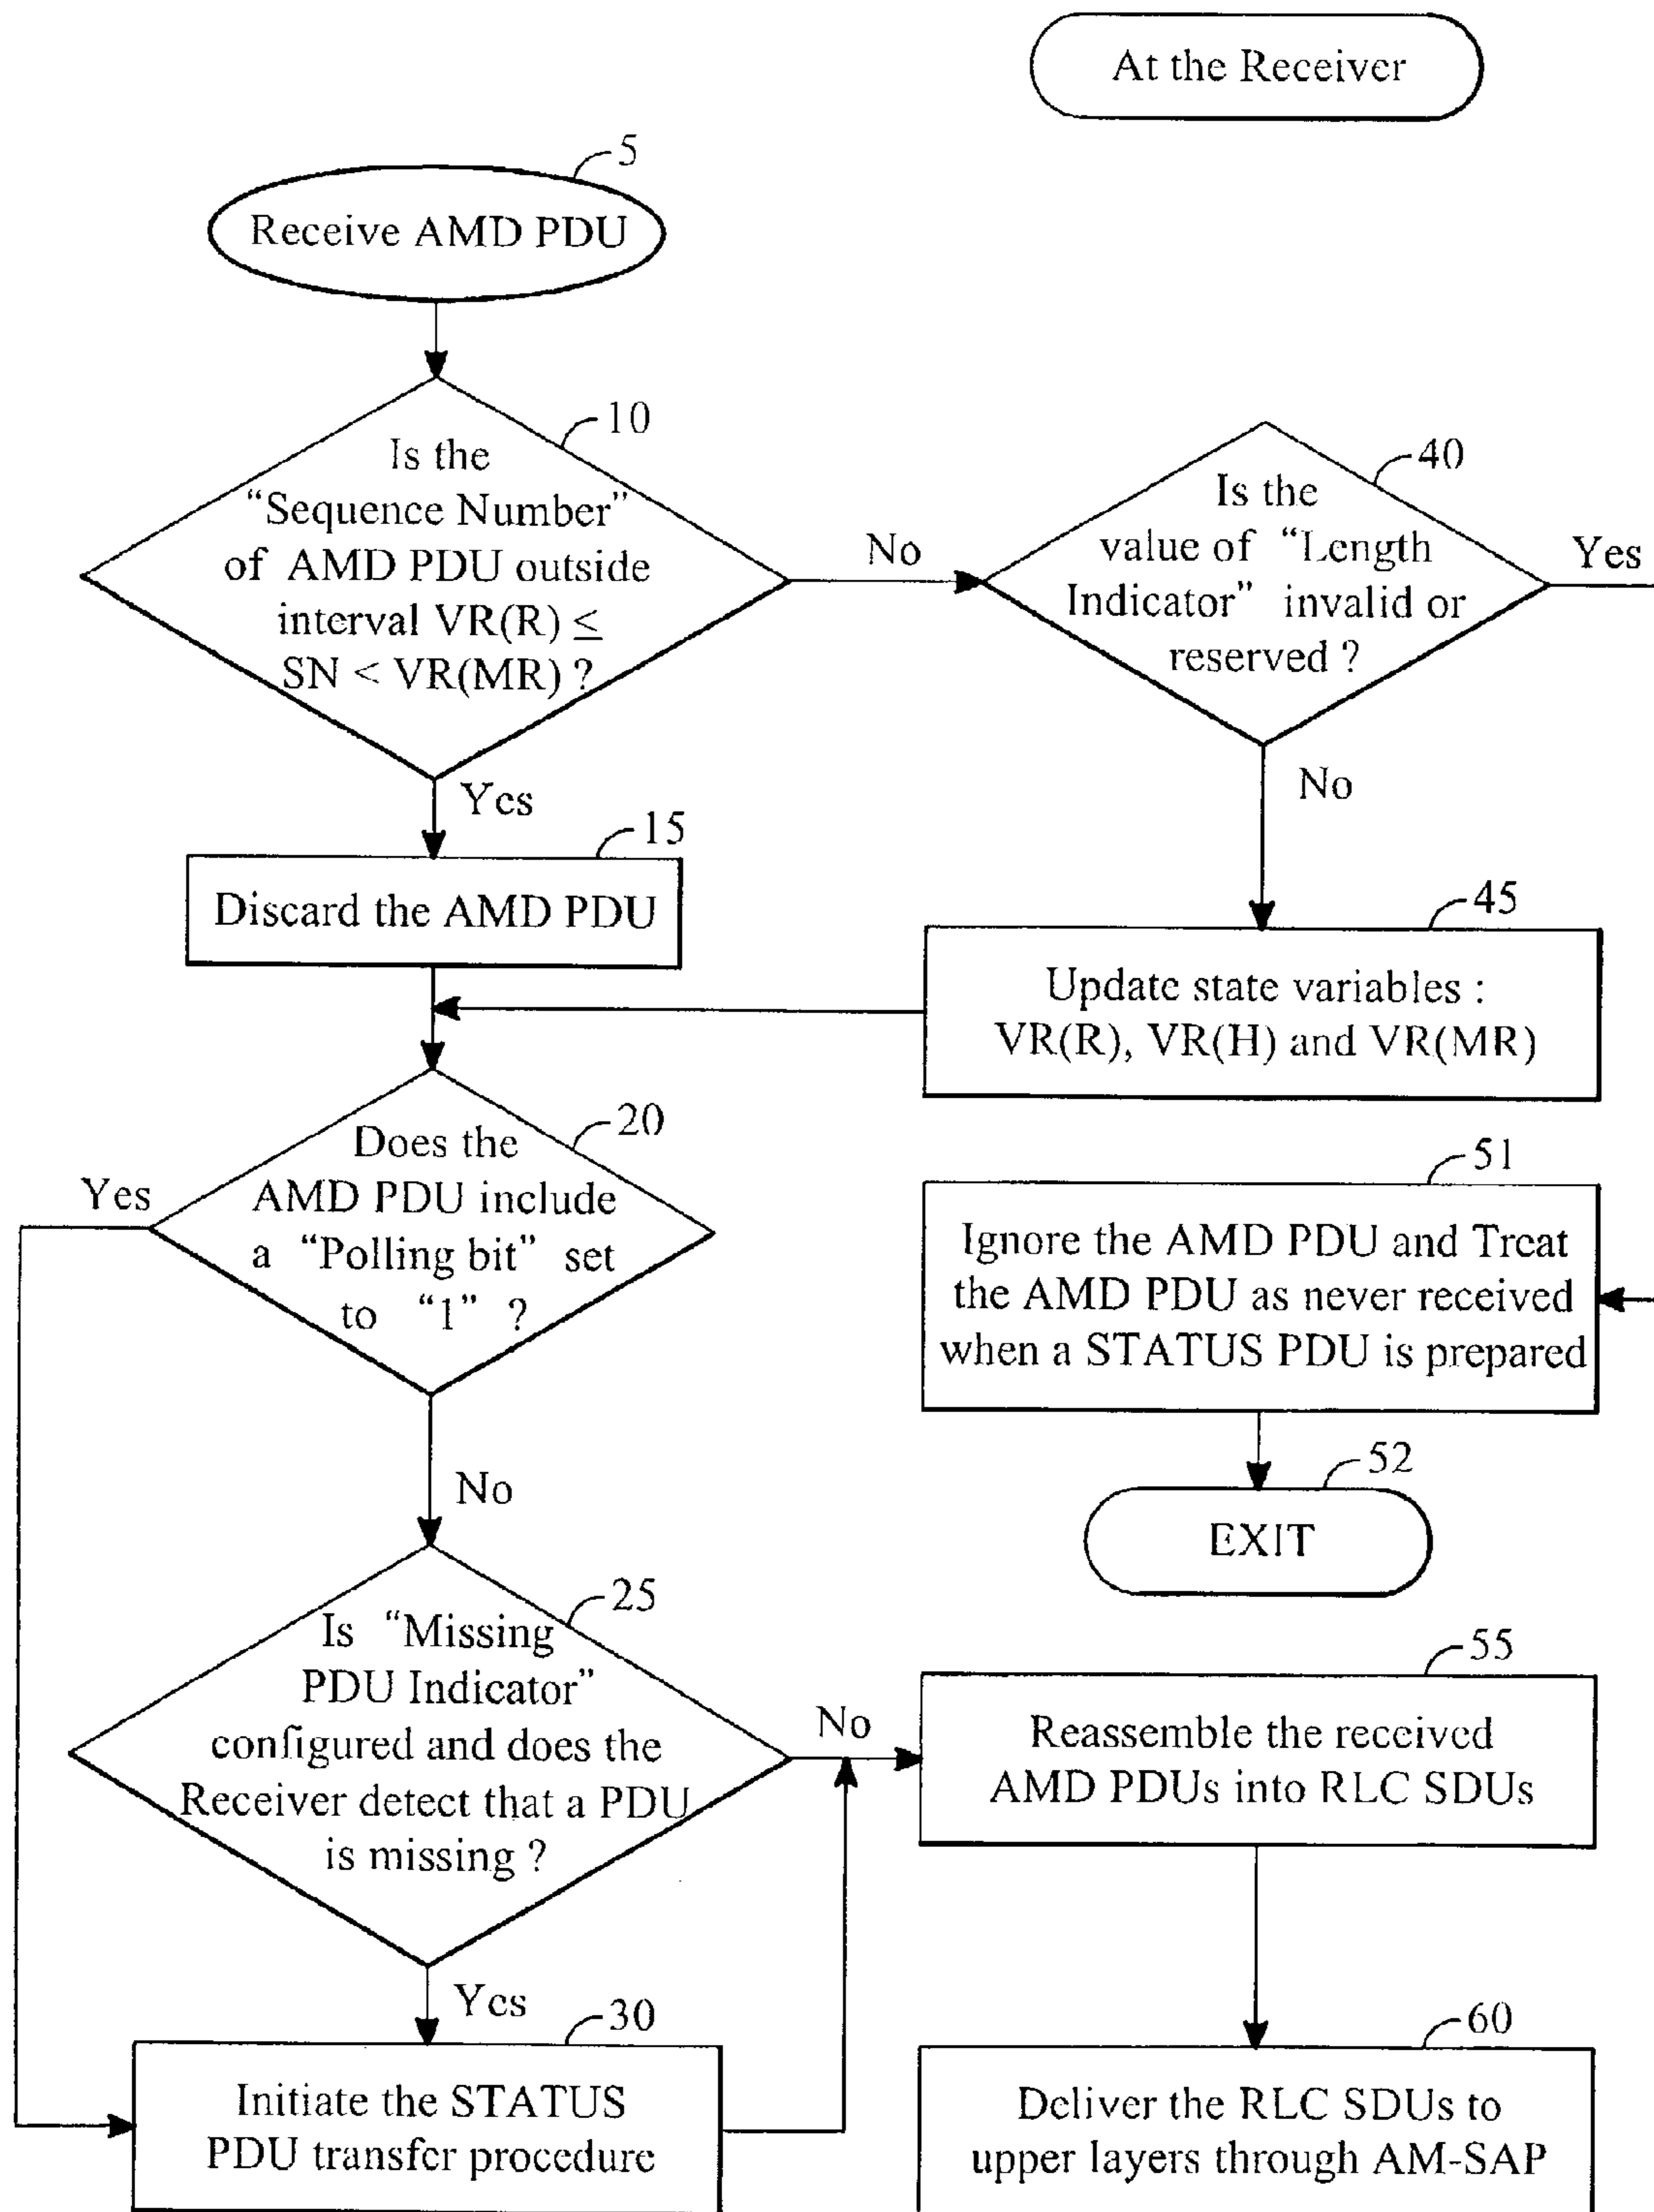 At the Receiver
5
Receive AMD PDU
10
Is the
“Sequence Number”
of AMD PDU outside
interval VR(R) ≤
SN < VR(MR) ?
No
Yes
40
Is the
value of “Length
Indicator” invalid or
reserved ?
Yes
No
15
Discard the AMD PDU
45
Update state variables :
VR(R), VR(H) and VR(MR)
20
Does the
AMD PDU include
a “Polling bit” set
to “1” ?
Yes
No
51
Ignore the AMD PDU and Treat
the AMD PDU as never received
when a STATUS PDU is prepared
52
EXIT
25
Is “Missing
PDU Indicator”
configured and does the
Receiver detect that a PDU
is missing ?
No
Yes
55
Reassemble the received
AMD PDUs into RLC SDUs
30
Initiate the STATUS
PDU transfer procedure
60
Deliver the RLC SDUs to
upper layers through AM-SAP